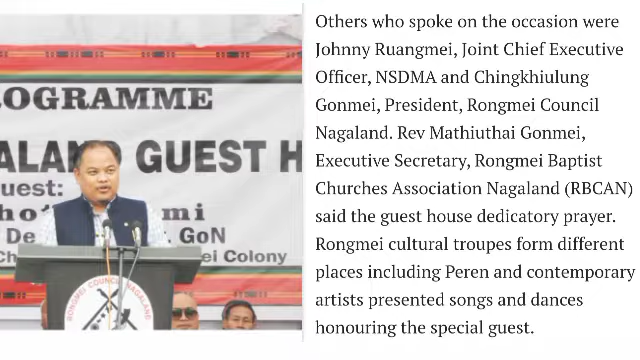 OGRAMME
GUEST H
uest:
GoN
ei Colony
RONGMEI COUNCIL NAGALAND
Others who spoke on the occasion were
Johnny Ruangmei, Joint Chief Executive
Officer, NSDMA and Chingkhiulung
Gonmei, President, Rongmei Council
Nagaland. Rev Mathiuthai Gonmei,
Executive Secretary, Rongmei Baptist
Churches Association Nagaland (RBCAN)
said the guest house dedicatory prayer.
Rongmei cultural troupes form different
places including Peren and contemporary
artists presented songs and dances
honouring the special guest.